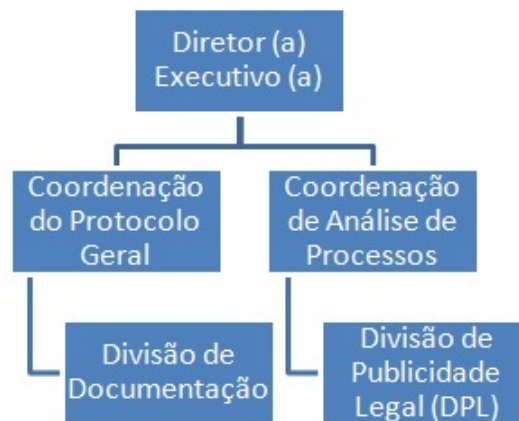 Diretor (a)
Executivo (a)
Coordenação
do Protocolo
Geral
Coordenação
de Análise de
Processos
Divisão de
Documentação
Divisão de
Publicidade
Legal (DPL)